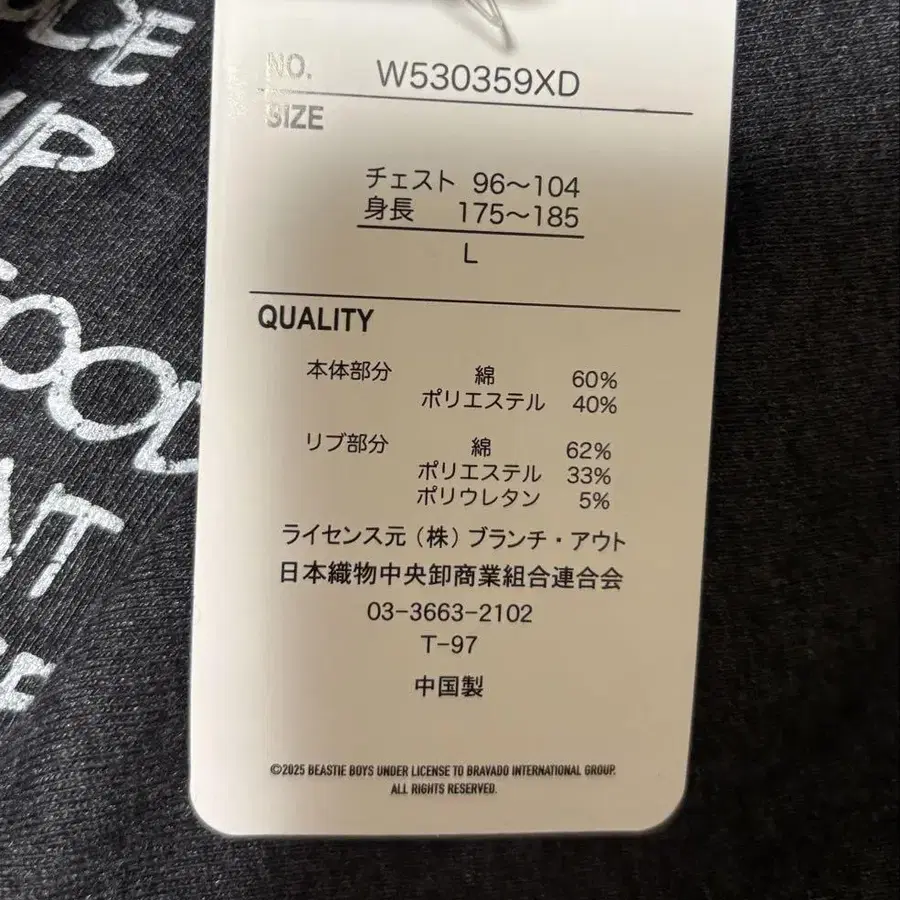 NO. W530359XD
SIZE
チェスト 96〜104
身長 175〜185
L
QUALITY
本体部分 綿 60%
ポリエステル 40%
リブ部分 綿 62%
ポリエステル 33%
ポリウレタン 5%
ライセンス元（株）ブランチ・アウト
日本織物中央卸商業組合連合会
03-3663-2102
T-97
中国製
©2025 BEASTIE BOYS UNDER LICENSE TO BRAVADO INTERNATIONAL GROUP.
ALL RIGHTS RESERVED.